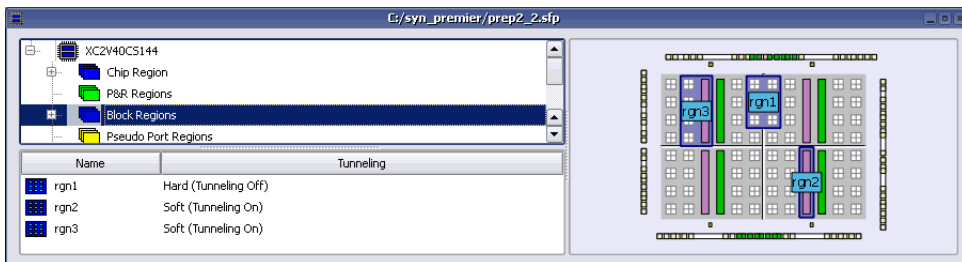 C:/syn_premier/prep2_2.sfp
XC2V40CS144
Chip Region
P&R Regions
Block Regions
Pseudo Port Regions
Name Tunneling
rgn1 Hard (Tunneling Off)
rgn2 Soft (Tunneling On)
rgn3 Soft (Tunneling On)
rgn1
rgn3
rgn2